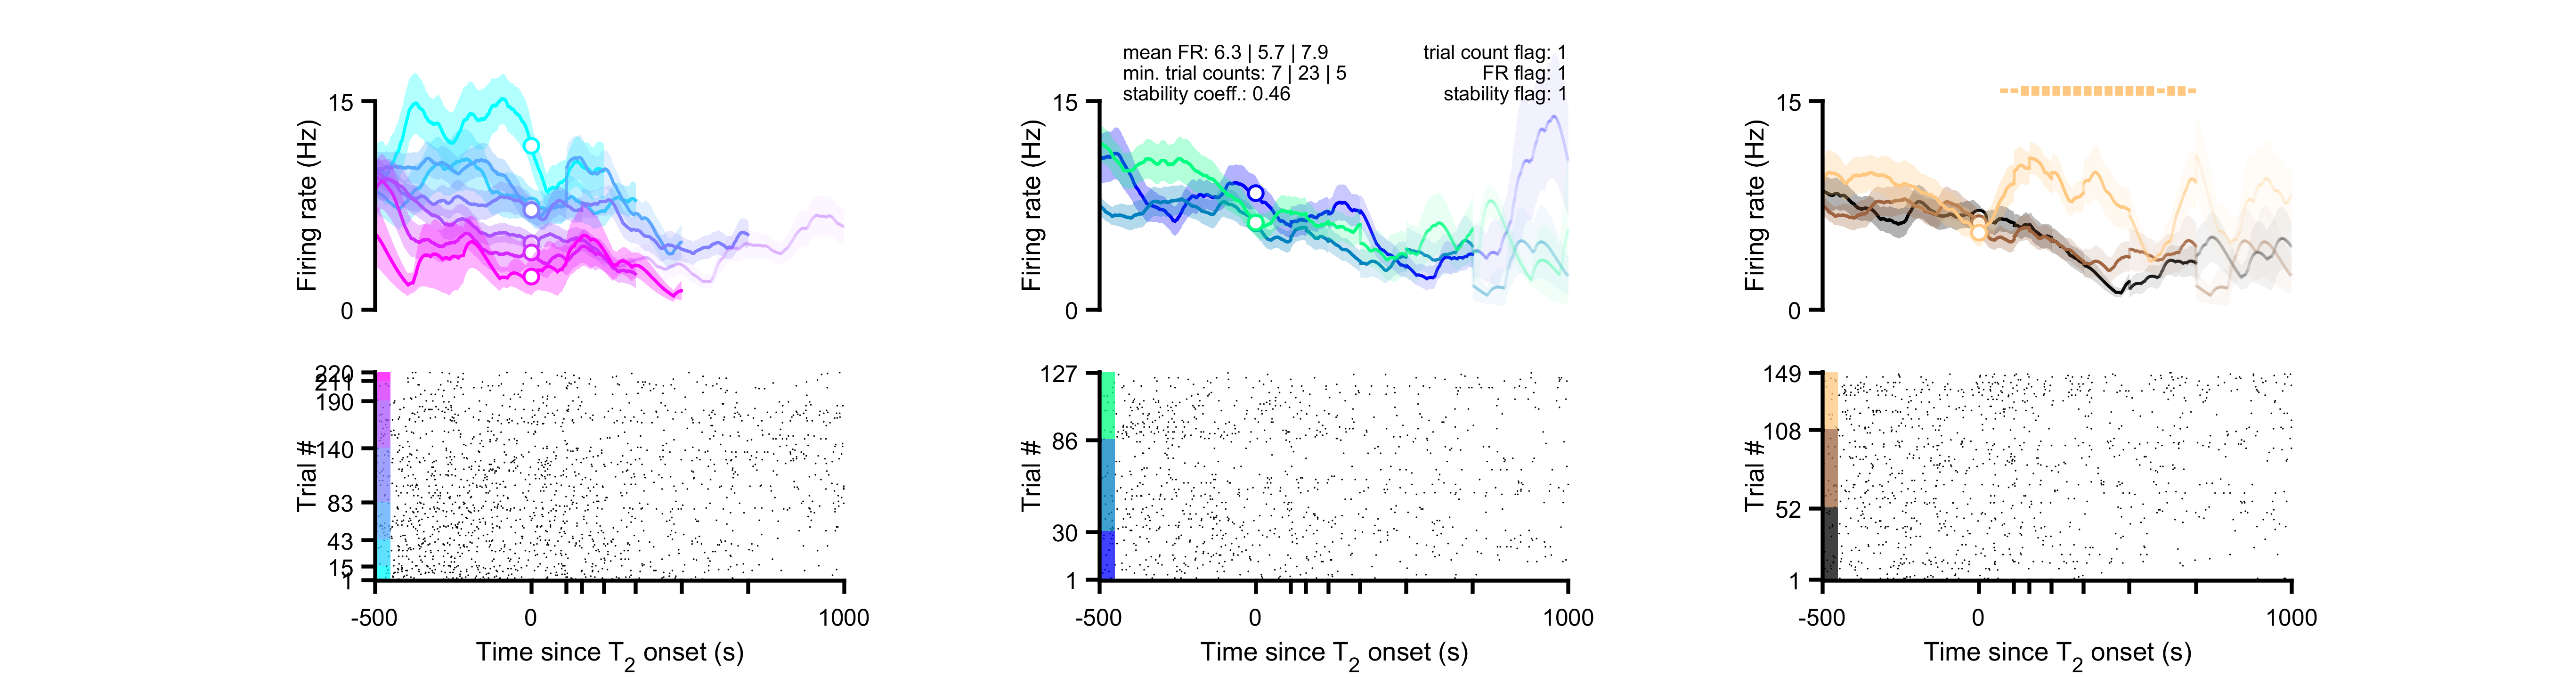 mean FR: 6.3 | 5.7 | 7.9
min. trial counts: 7 | 23 | 5
stability coeff.: 0.46
trial count flag: 1
FR flag: 1
stability flag: 1
15
0
Firing rate (Hz)
15
0
Firing rate (Hz)
15
0
Firing rate (Hz)
220
211
190
140
83
43
15
1
Trial #
-500
0
1000
Time since T2 onset (s)
127
86
30
1
Trial #
-500
0
1000
Time since T2 onset (s)
149
108
52
1
Trial #
-500
0
1000
Time since T2 onset (s)